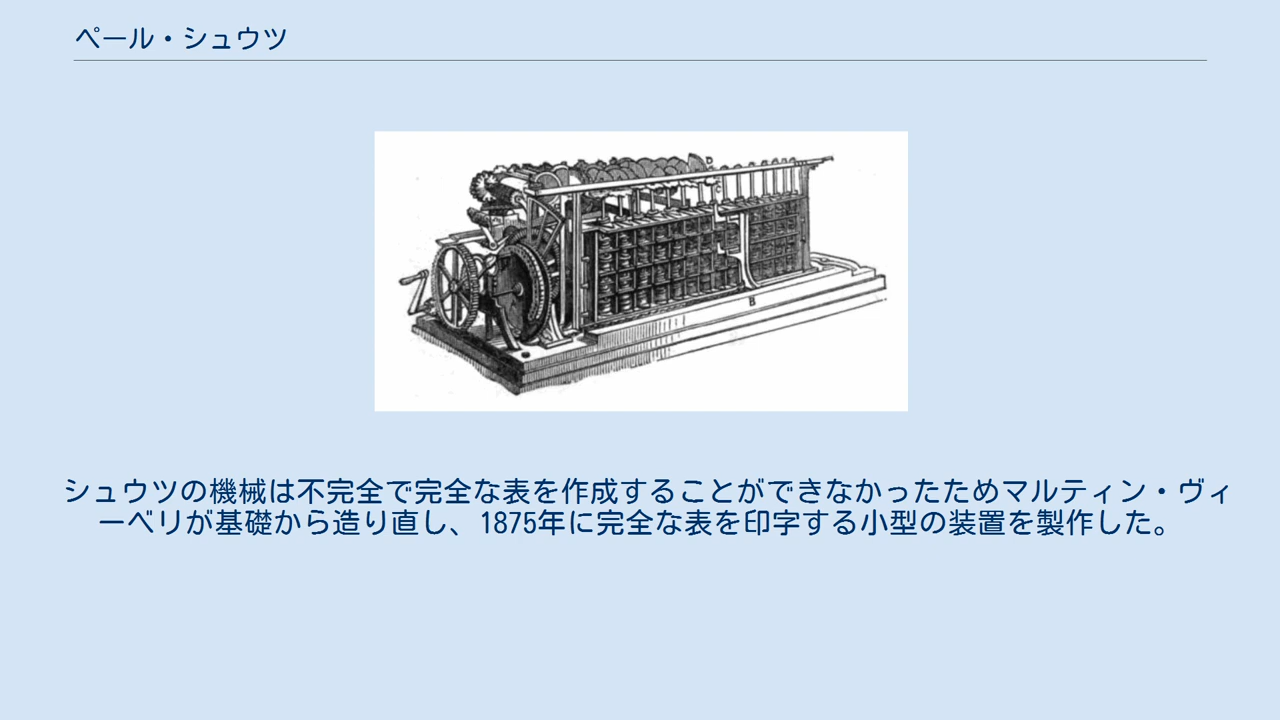 ペール・シュウツ
D
C
B
シュウツの機械は不完全で完全な表を作成することができなかったためマルティン・ヴィ
ーベリが基礎から造り直し、1875年に完全な表を印字する小型の装置を製作した。